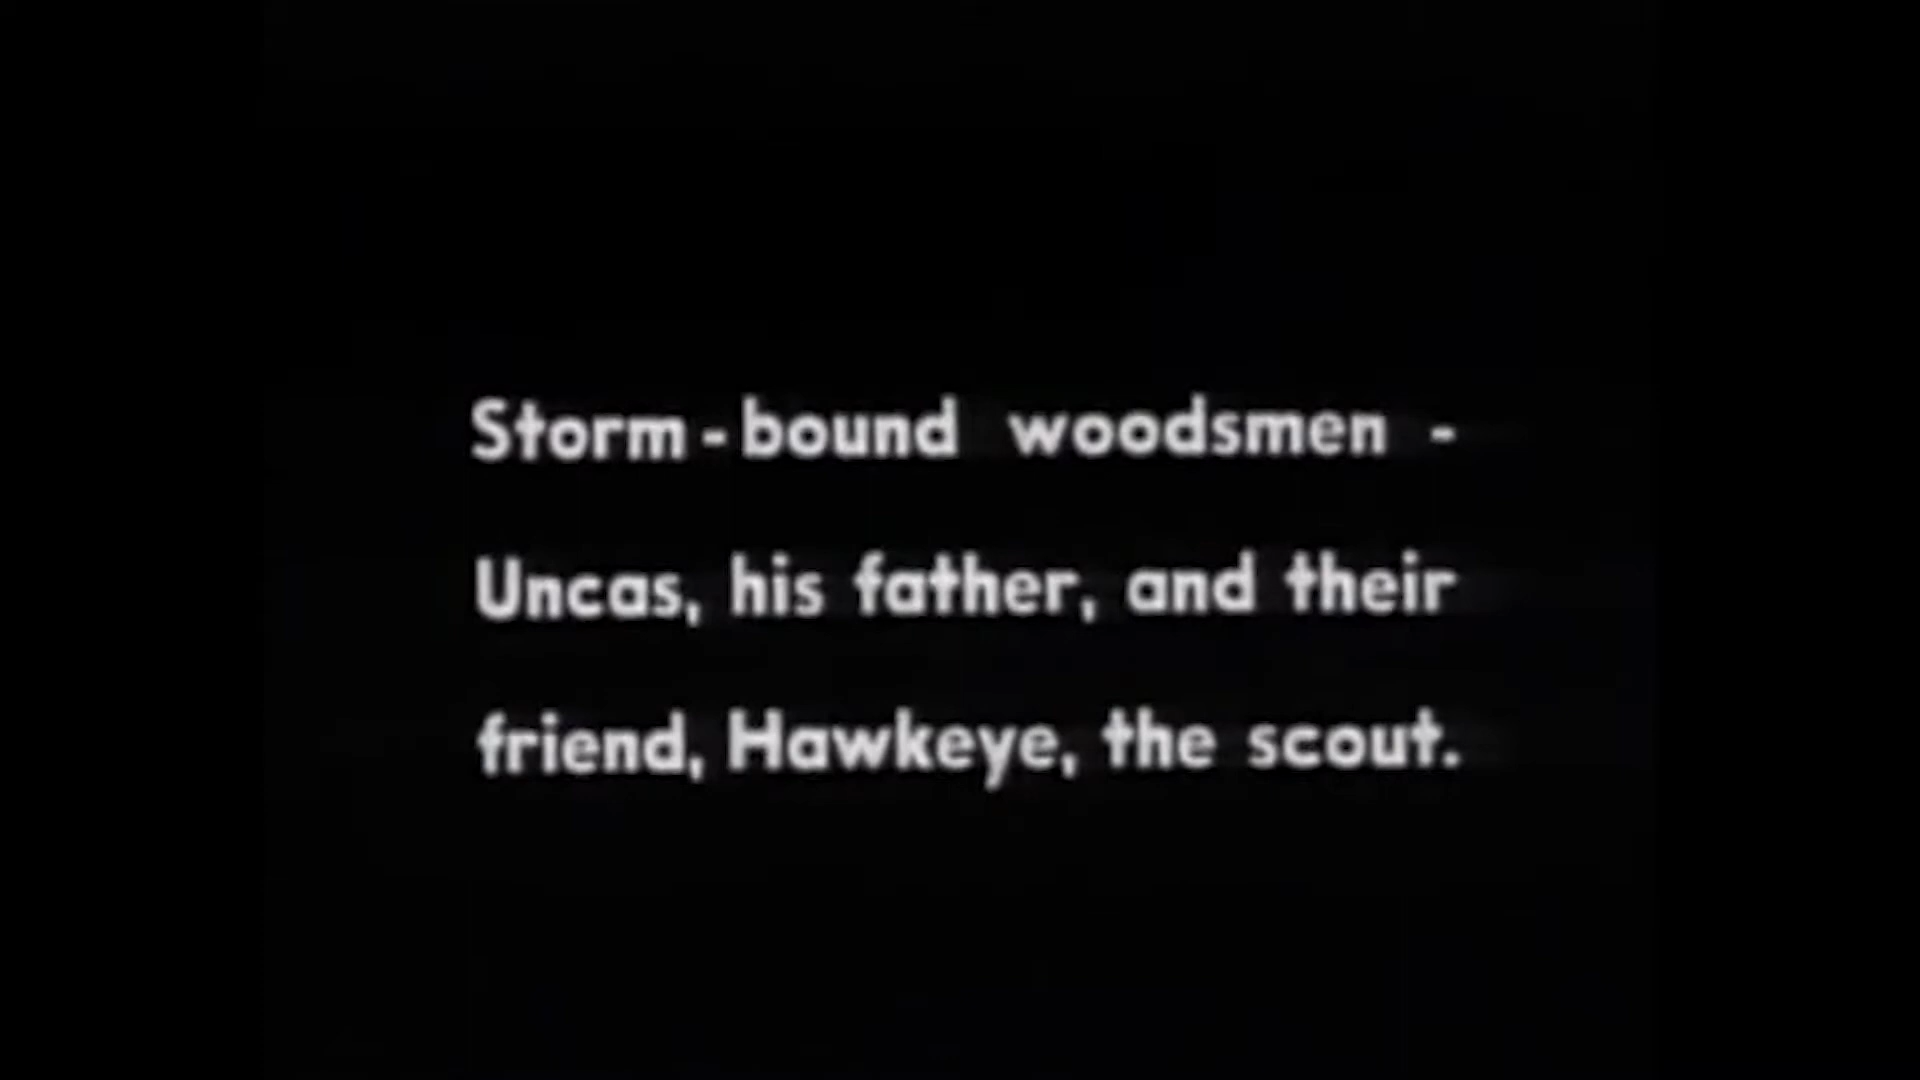 Storm-bound woodsmen -
Uncas, his father, and their
friend, Hawkeye, the scout.